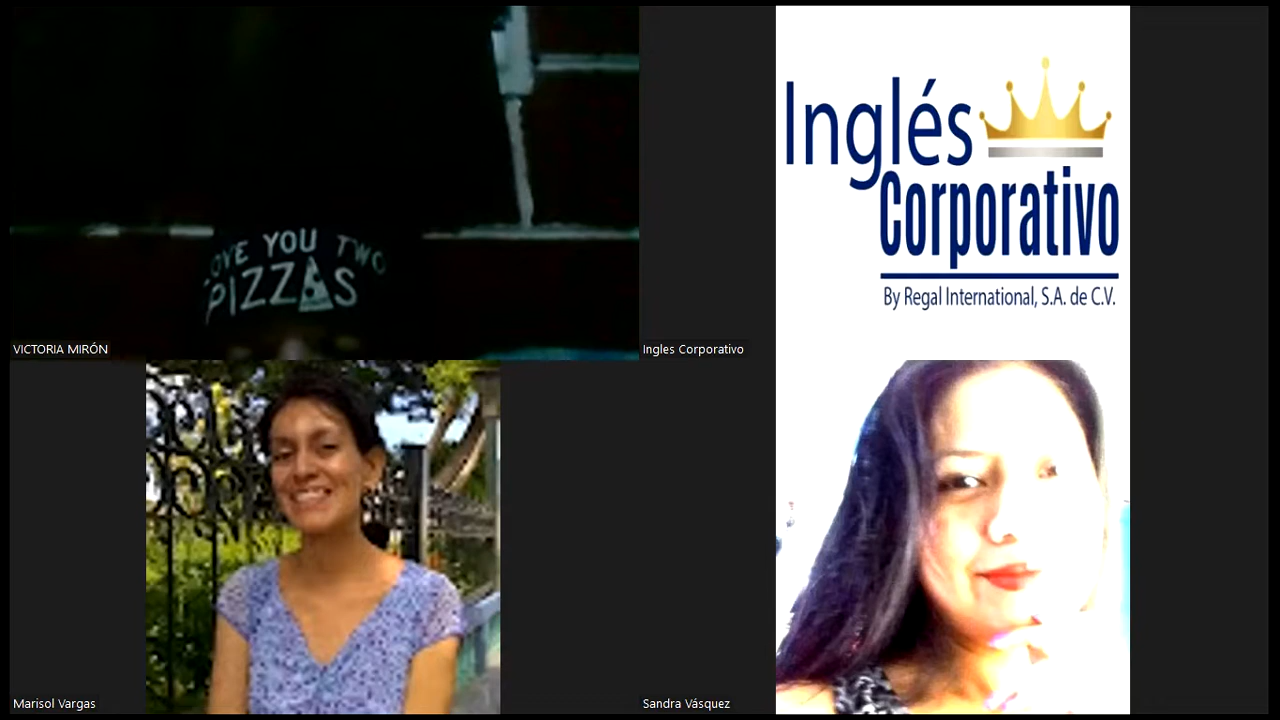 OVE YOU TWO
PIZZAS
VICTORIA MIRÓN
Inglés
Corporativo
By Regal International, S.A. de C.V.
Ingles Corporativo
Marisol Vargas
Sandra Vásquez